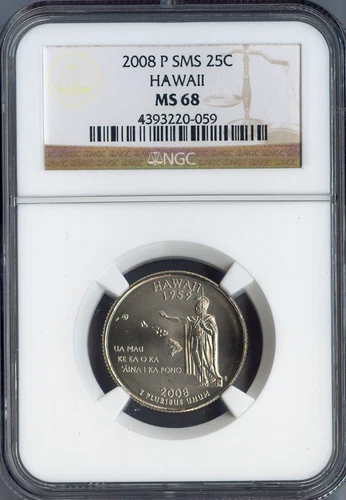 2008 P SMS 25C
HAWAII
MS 68
4393220-059
NGC
HAWAII
1959
UA MAU
KE EA O KA
'ĀINA I KA PONO
2008
E PLURIBUS UNUM